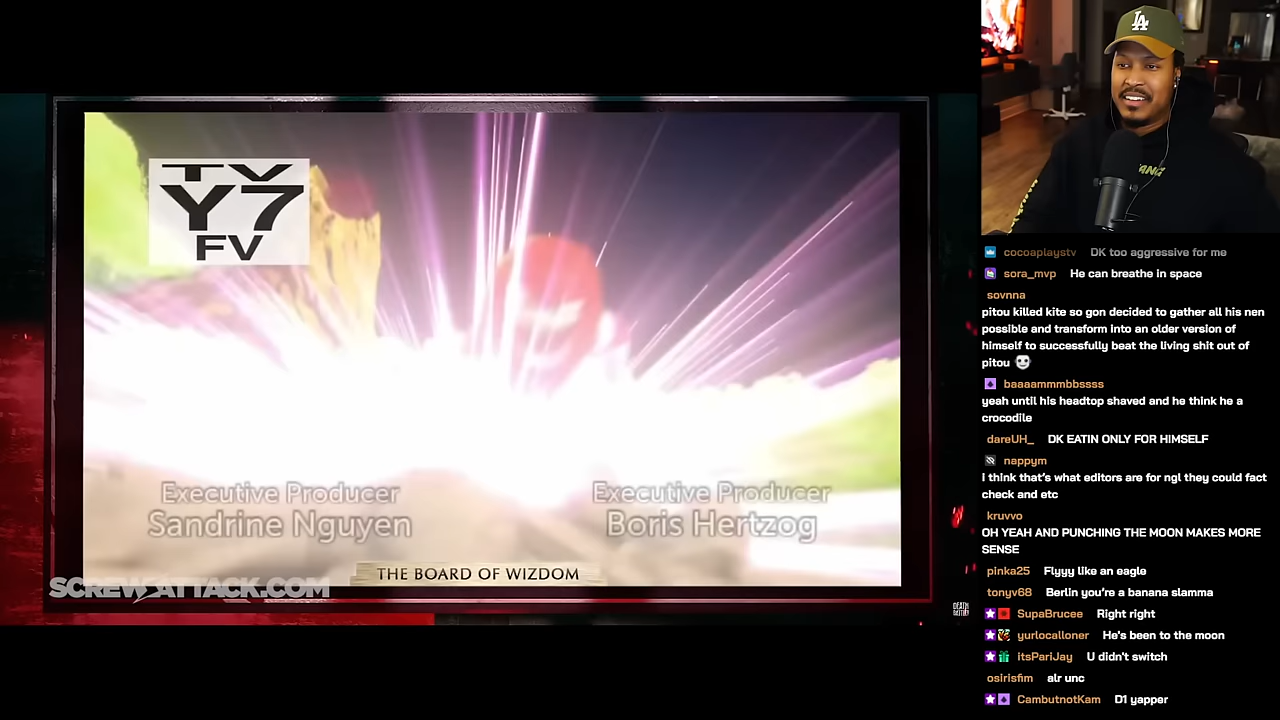 TV
Y7
FV
Executive Producer
Sandrine Nguyen
Executive Producer
Boris Hertzog
THE BOARD OF WIZDOM
SCREWATTACK.COM
DEATH
BATTLE!
LA
cocoaplaystv DK too aggressive for me
sora_mvp He can breathe in space
sovnna
pitou killed kite so gon decided to gather all his nen
possible and transform into an older version of
himself to successfully beat the living shit out of
pitou
baaaammmbbssss
yeah until his headtop shaved and he think he a
crocodile
dareUH_ DK EATIN ONLY FOR HIMSELF
nappym
i think that's what editors are for ngl they could fact
check and etc
kruvvo
OH YEAH AND PUNCHING THE MOON MAKES MORE
SENSE
pinka25 Flyyy like an eagle
tonyv68 Berlin you're a banana slamma
SupaBrucee Right right
yurlocalloner He's been to the moon
itsPariJay U didn't switch
osirisfim alr unc
CambutnotKam D1 yapper